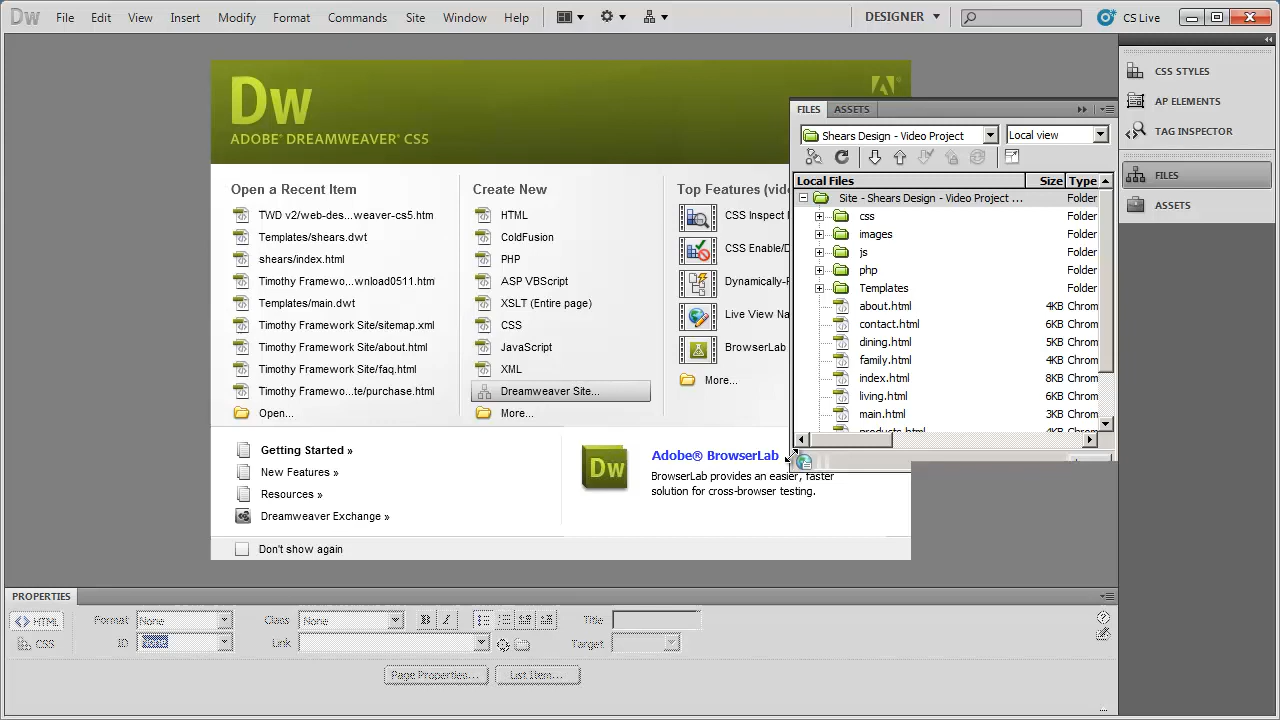 Dw File Edit View Insert Modify Format Commands Site Window Help DESIGNER CS Live
Dw
ADOBE® DREAMWEAVER® CS5
Open a Recent Item
TWD v2/web-des...weaver-cs5.htm
Templates/shears.dwt
shears/index.html
Timothy Framework...wnload0511.html
Templates/main.dwt
Timothy Framework Site/sitemap.xml
Timothy Framework Site/about.html
Timothy Framework Site/faq.html
Timothy Framewo...te/purchase.html
Open...
Create New
HTML
ColdFusion
PHP
ASP VBScript
XSLT (Entire page)
CSS
JavaScript
XML
Dreamweaver Site...
More...
Top Features (vide
CSS Inspect
CSS Enable/D
Dynamically-
Live View Na
BrowserLab
More...
Getting Started »
New Features »
Resources »
Dreamweaver Exchange »
Dw
Adobe® BrowserLab
BrowserLab provides an easier, faster
solution for cross-browser testing.
Don't show again
FILES ASSETS
Shears Design - Video Project Local view
Local Files Size Type
Site - Shears Design - Video Project ... Folder
css Folder
images Folder
js Folder
php Folder
Templates Folder
about.html 4KB Chrom
contact.html 6KB Chrom
dining.html 5KB Chrom
family.html 4KB Chrom
index.html 8KB Chrom
living.html 6KB Chrom
main.html 3KB Chrom
products.html 4KB Chrom
CSS STYLES
AP ELEMENTS
TAG INSPECTOR
FILES
ASSETS
PROPERTIES
<> HTML Format None Class None B I Title
CSS ID Link Target
Page Properties... List Item...